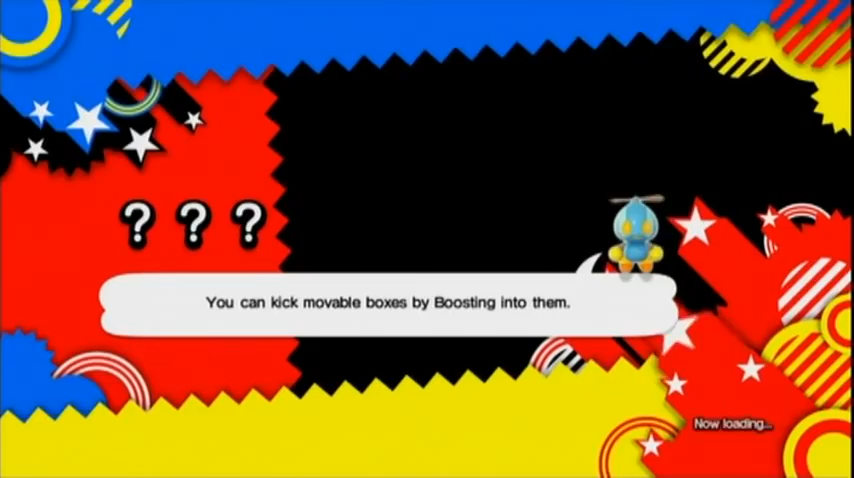 ? ? ?
You can kick movable boxes by Boosting into them.
Now loading...